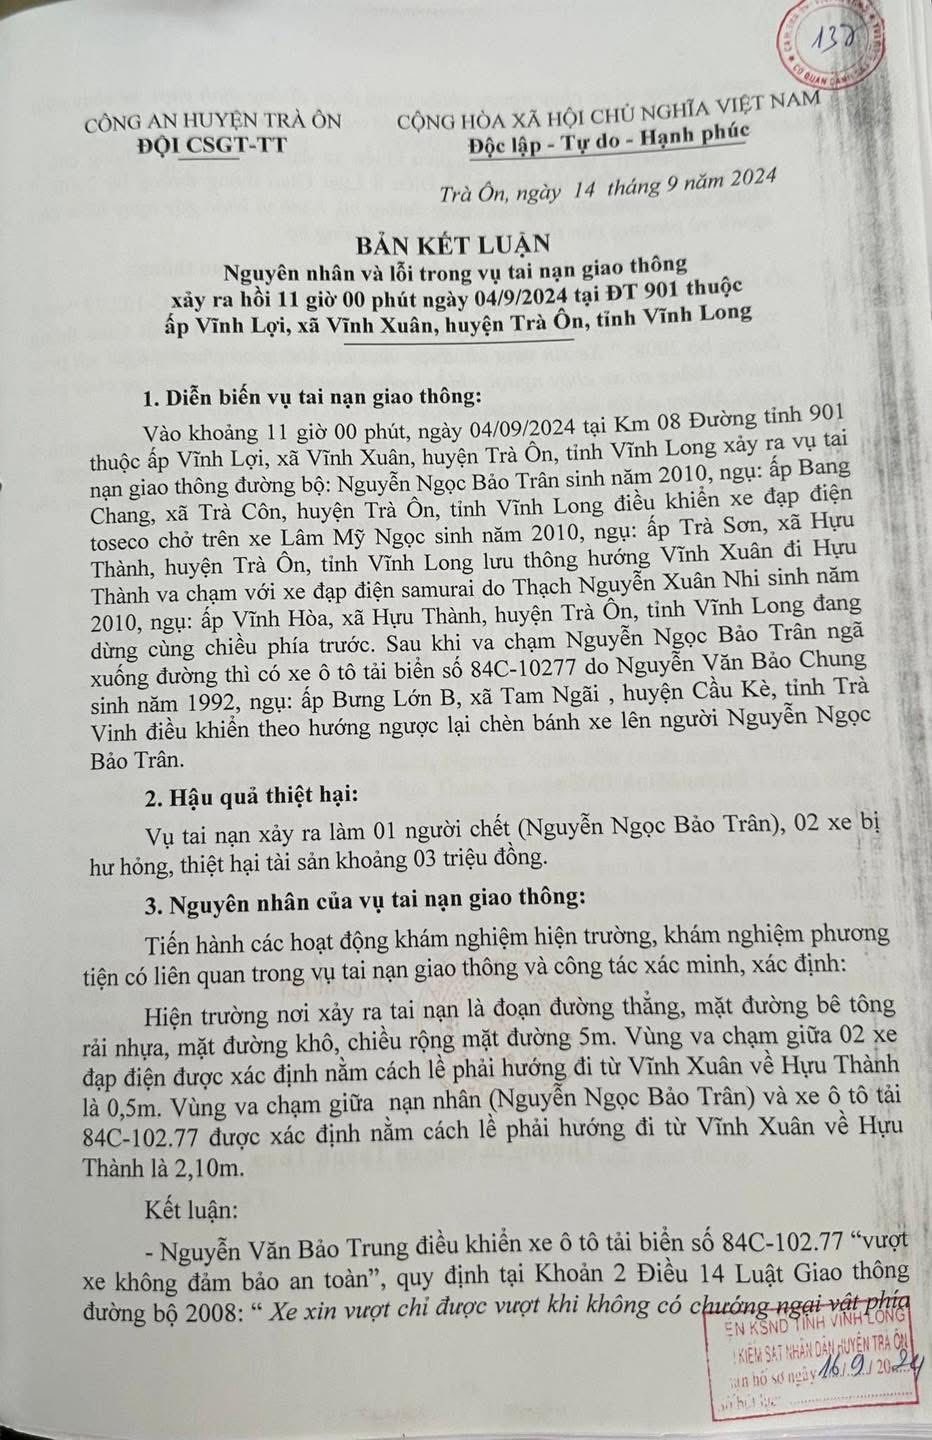 132
CÔNG AN HUYỆN TRÀ ÔN
ĐỘI CSGT-TT
CỘNG HÒA XÃ HỘI CHỦ NGHĨA VIỆT NAM
Độc lập - Tự do - Hạnh phúc
Trà Ôn, ngày 14 tháng 9 năm 2024
BẢN KẾT LUẬN
Nguyên nhân và lỗi trong vụ tai nạn giao thông
xảy ra hồi 11 giờ 00 phút ngày 04/9/2024 tại ĐT 901 thuộc
ấp Vĩnh Lợi, xã Vĩnh Xuân, huyện Trà Ôn, tỉnh Vĩnh Long
1. Diễn biến vụ tai nạn giao thông:
Vào khoảng 11 giờ 00 phút, ngày 04/09/2024 tại Km 08 Đường tỉnh 901
thuộc ấp Vĩnh Lợi, xã Vĩnh Xuân, huyện Trà Ôn, tỉnh Vĩnh Long xảy ra vụ tai
nạn giao thông đường bộ: Nguyễn Ngọc Bảo Trân sinh năm 2010, ngụ: ấp Bang
Chang, xã Trà Côn, huyện Trà Ôn, tỉnh Vĩnh Long điều khiển xe đạp điện
toseco chở trên xe Lâm Mỹ Ngọc sinh năm 2010, ngụ: ấp Trà Sơn, xã Hựu
Thành, huyện Trà Ôn, tỉnh Vĩnh Long lưu thông hướng Vĩnh Xuân đi Hựu
Thành va chạm với xe đạp điện samurai do Thạch Nguyễn Xuân Nhi sinh năm
2010, ngụ: ấp Vĩnh Hòa, xã Hựu Thành, huyện Trà Ôn, tỉnh Vĩnh Long đang
dừng cùng chiều phía trước. Sau khi va chạm Nguyễn Ngọc Bảo Trân ngã
xuống đường thì có xe ô tô tải biển số 84C-10277 do Nguyễn Văn Bảo Chung
sinh năm 1992, ngụ: ấp Bưng Lớn B, xã Tam Ngãi , huyện Cầu Kè, tỉnh Trà
Vinh điều khiển theo hướng ngược lại chèn bánh xe lên người Nguyễn Ngọc
Bảo Trân.
2. Hậu quả thiệt hại:
Vụ tai nạn xảy ra làm 01 người chết (Nguyễn Ngọc Bảo Trân), 02 xe bị
hư hỏng, thiệt hại tài sản khoảng 03 triệu đồng.
3. Nguyên nhân của vụ tai nạn giao thông:
Tiến hành các hoạt động khám nghiệm hiện trường, khám nghiệm phương
tiện có liên quan trong vụ tai nạn giao thông và công tác xác minh, xác định:
Hiện trường nơi xảy ra tai nạn là đoạn đường thẳng, mặt đường bê tông
rải nhựa, mặt đường khô, chiều rộng mặt đường 5m. Vùng va chạm giữa 02 xe
đạp điện được xác định nằm cách lề phải hướng đi từ Vĩnh Xuân về Hựu Thành
là 0,5m. Vùng va chạm giữa nạn nhân (Nguyễn Ngọc Bảo Trân) và xe ô tô tải
84C-102.77 được xác định nằm cách lề phải hướng đi từ Vĩnh Xuân về Hựu
Thành là 2,10m.
Kết luận:
- Nguyễn Văn Bảo Trung điều khiển xe ô tô tải biển số 84C-102.77 “vượt
xe không đảm bảo an toàn”, quy định tại Khoản 2 Điều 14 Luật Giao thông
đường bộ 2008: “ Xe xin vượt chỉ được vượt khi không có chướng ngại vật phía
KSND TỈNH VĨNH LONG
KIỂM SÁT NHÂN DÂN HUYỆN TRÀ ÔN
hồ sơ ngày 16/9/2024